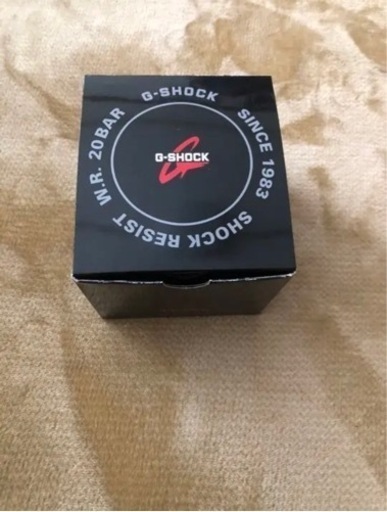 G-SHOCK
SINCE 1983
SHOCK RESIST
W.R. 20BAR
G-SHOCK